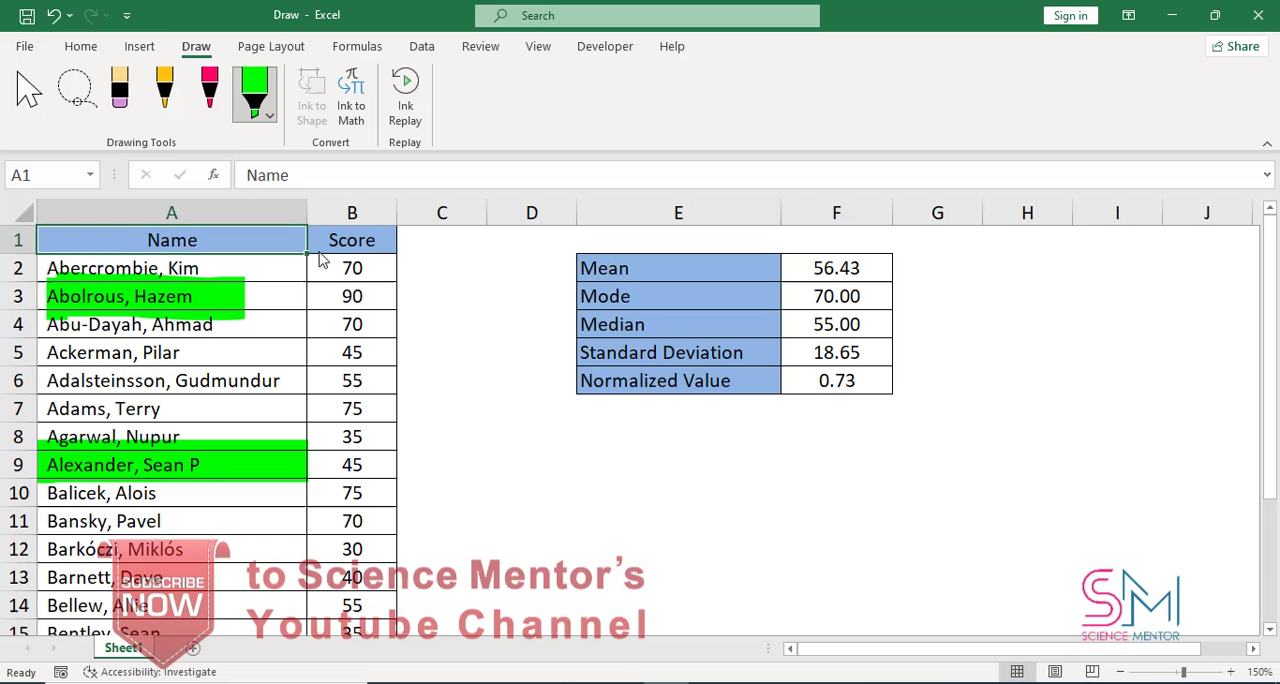 Draw - Excel
Search
Sign in
File Home Insert Draw Page Layout Formulas Data Review View Developer Help
Share
Ink to Shape
Ink to Math
Ink Replay
Drawing Tools Convert Replay
A1 fx Name
A B C D E F G H I J
1 Name Score
2 Abercrombie, Kim 70 Mean 56.43
3 Abolrous, Hazem 90 Mode 70.00
4 Abu-Dayah, Ahmad 70 Median 55.00
5 Ackerman, Pilar 45 Standard Deviation 18.65
6 Adalsteinsson, Gudmundur 55 Normalized Value 0.73
7 Adams, Terry 75
8 Agarwal, Nupur 35
9 Alexander, Sean P 45
10 Balicek, Alois 75
11 Bansky, Pavel 70
12 Barkóczi, Miklós 30
13 Barnett, Dave 40
14 Bellew, Allie 55
15 Bentley, Sean 35
SUBSCRIBE NOW
to Science Mentor's
Youtube Channel
SM
SCIENCE MENTOR
Sheet1
Ready Accessibility: Investigate 150%